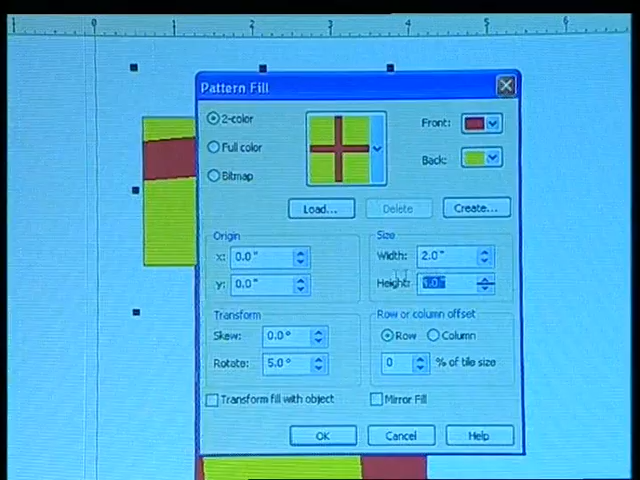 1 0 1 2 3 4 5 6
Pattern Fill
2-color
Full color
Bitmap
Front:
Back:
Load...
Delete
Create...
Origin
x: 0.0"
y: 0.0"
Size
Width: 2.0"
Height:
Transform
Skew: 0.0°
Rotate: 5.0°
Row or column offset
Row
Column
0 % of tile size
Transform fill with object
Mirror Fill
OK
Cancel
Help